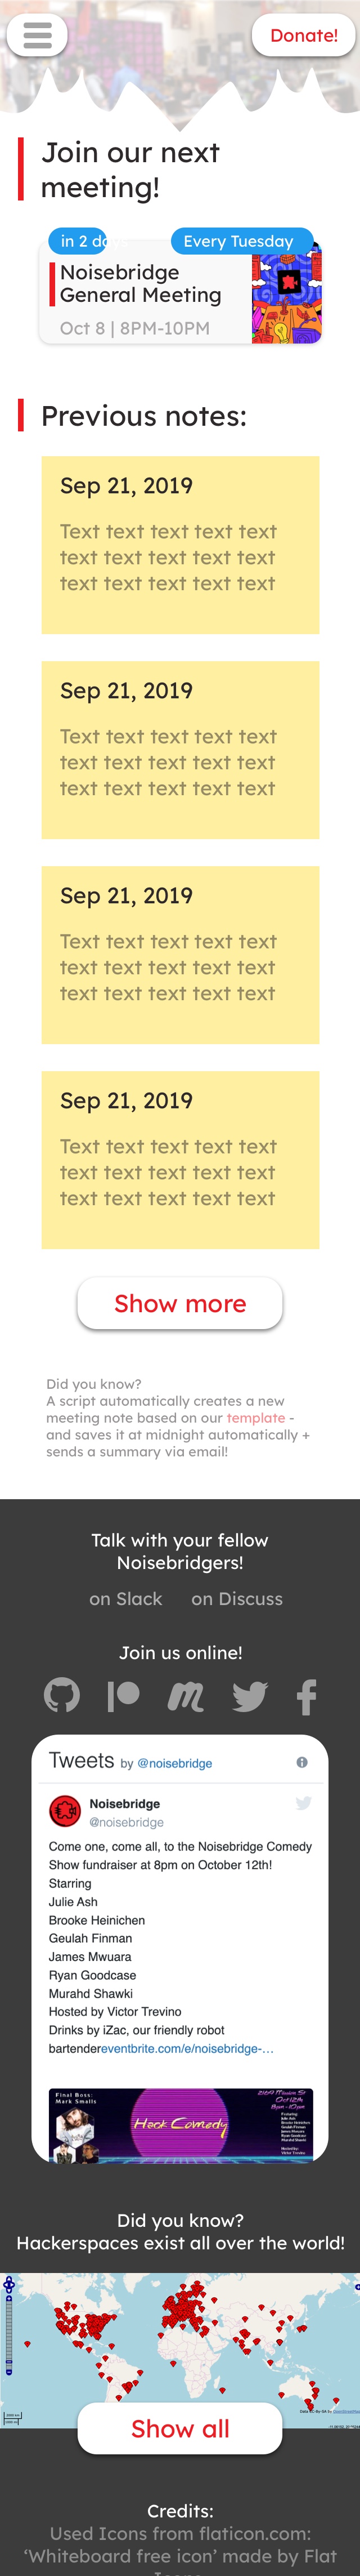 Donate!
Join our next
meeting!
in 2 days
Every Tuesday
Noisebridge
General Meeting
Oct 8 | 8PM-10PM
Previous notes:
Sep 21, 2019
Text text text text text
text text text text text
text text text text text
Sep 21, 2019
Text text text text text
text text text text text
text text text text text
Sep 21, 2019
Text text text text text
text text text text text
text text text text text
Sep 21, 2019
Text text text text text
text text text text text
text text text text text
Show more
Did you know?
A script automatically creates a new
meeting note based on our template -
and saves it at midnight automatically +
sends a summary via email!
Talk with your fellow
Noisebridgers!
on Slack on Discuss
Join us online!
Tweets by @noisebridge
Noisebridge
@noisebridge
Come one, come all, to the Noisebridge Comedy
Show fundraiser at 8pm on October 12th!
Starring
Julie Ash
Brooke Heinichen
Geulah Finman
James Mwuara
Ryan Goodcase
Murahd Shawki
Hosted by Victor Trevino
Drinks by iZac, our friendly robot
bartendereventbrite.com/e/noisebridge-…
Final Boss:
Mark Smalls
Hack Comedy
2169 Mission St
Oct 12th
8pm - 10pm
Did you know?
Hackerspaces exist all over the world!
Show all
Credits:
Used Icons from flaticon.com:
‘Whiteboard free icon’ made by Flat